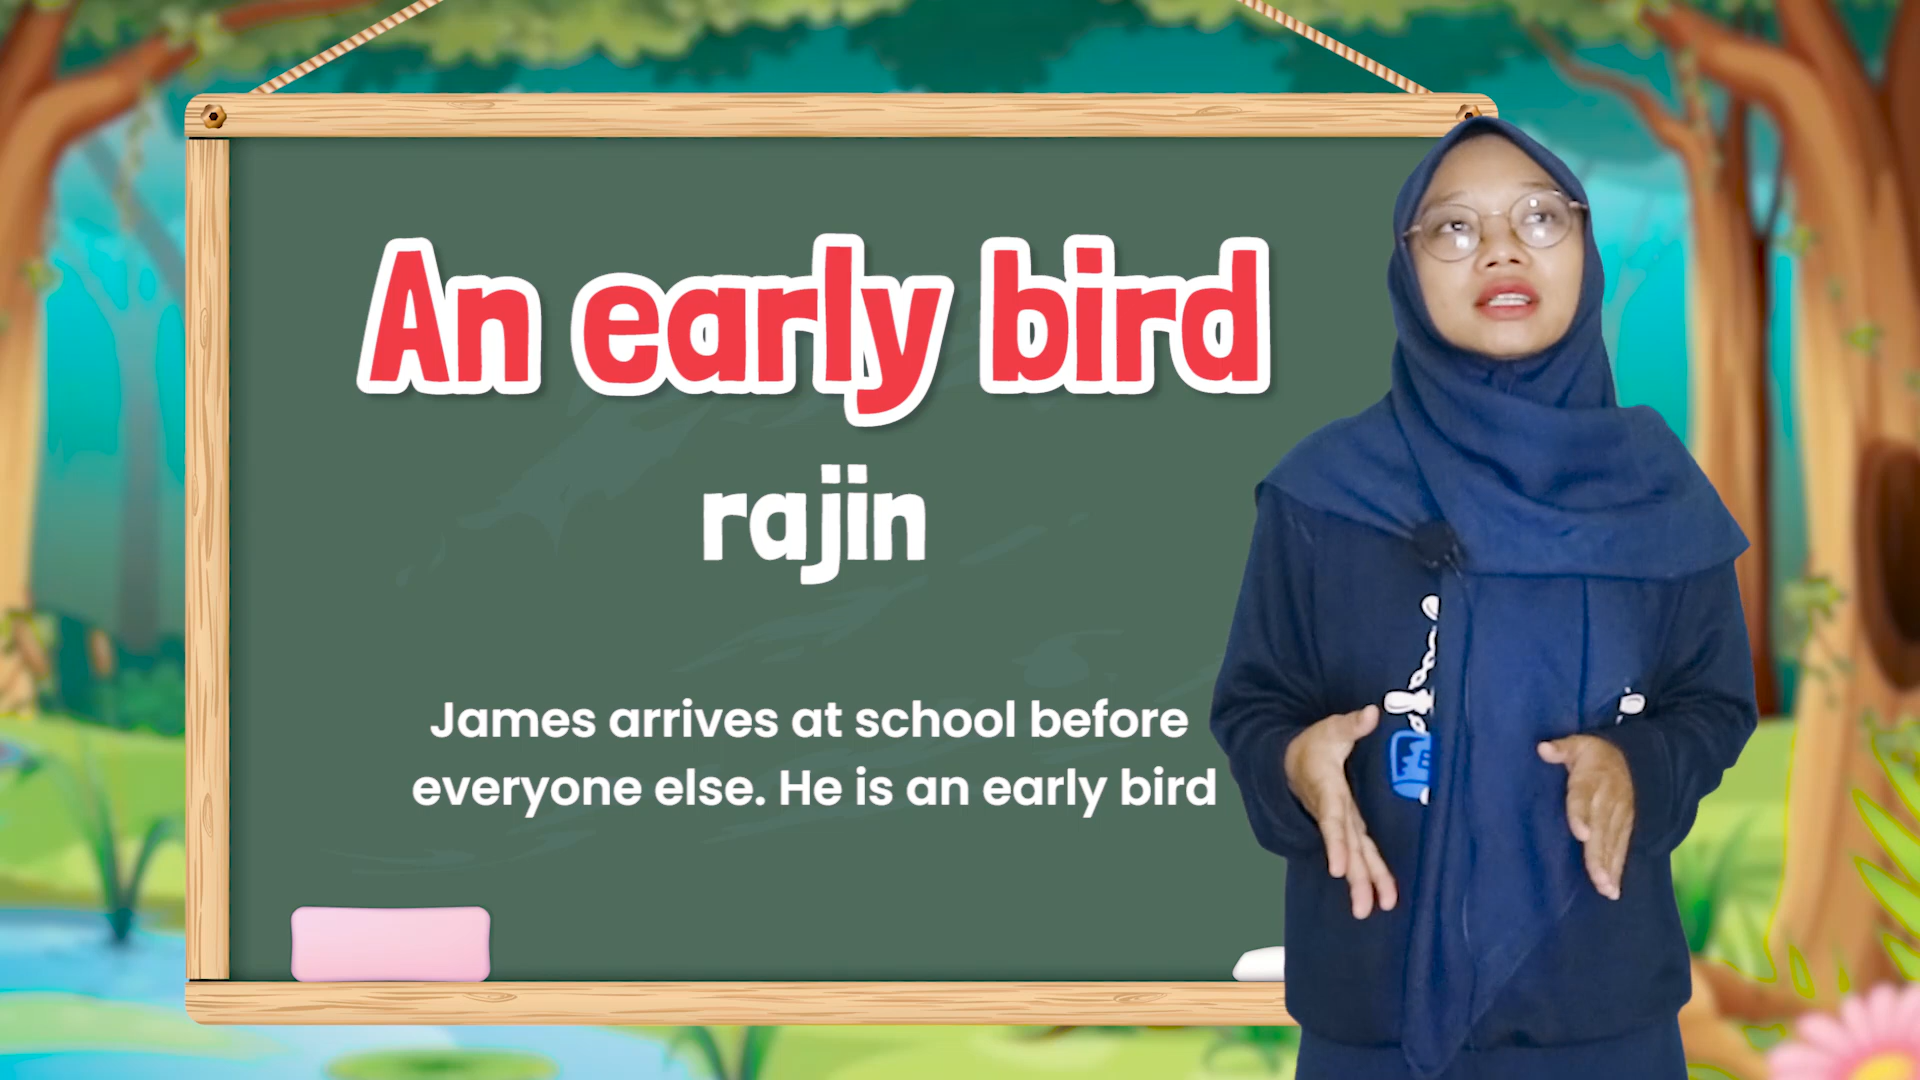 An early bird
rajin
James arrives at school before
everyone else. He is an early bird